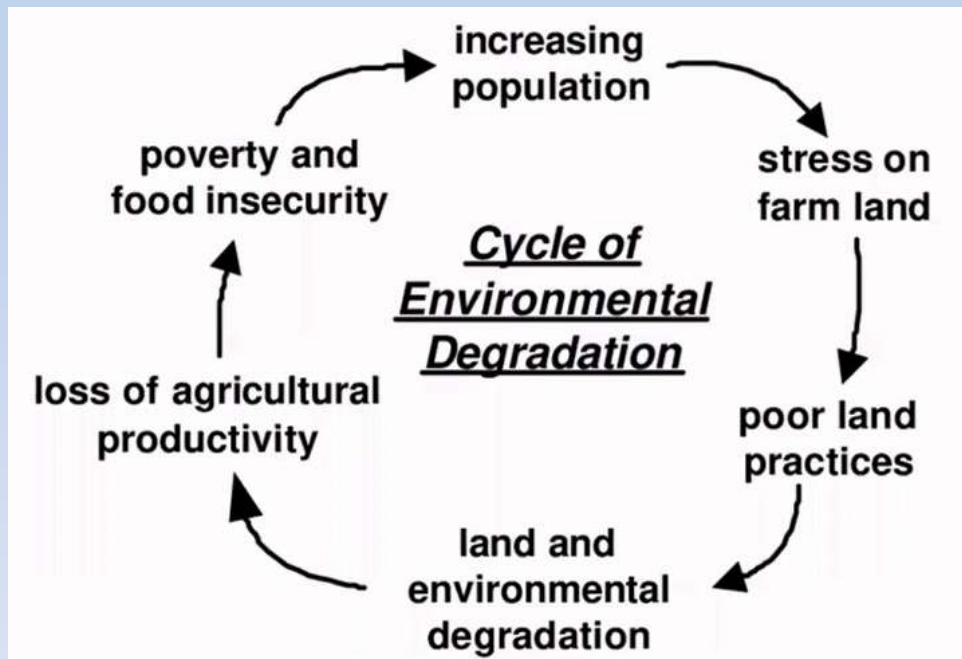 increasing
population
stress on
farm land
poor land
practices
land and
environmental
degradation
loss of agricultural
productivity
poverty and
food insecurity
Cycle of
Environmental
Degradation